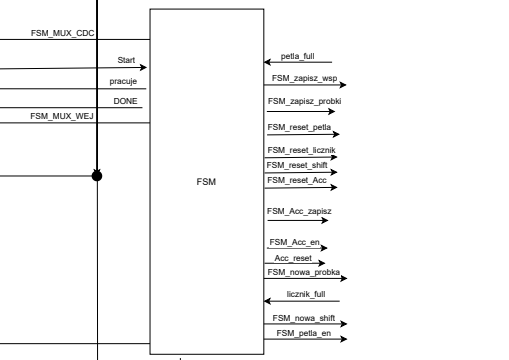 FSM_MUX_CDC
Start
pracuje
DONE
FSM_MUX_WEJ
FSM
petla_full
FSM_zapisz_wsp
FSM_zapisz_probki
FSM_reset_petla
FSM_reset_licznik
FSM_reset_shift
FSM_reset_Acc
FSM_Acc_zapisz
FSM_Acc_en
Acc_reset
FSM_nowa_probka
licznik_full
FSM_nowa_shift
FSM_petla_en